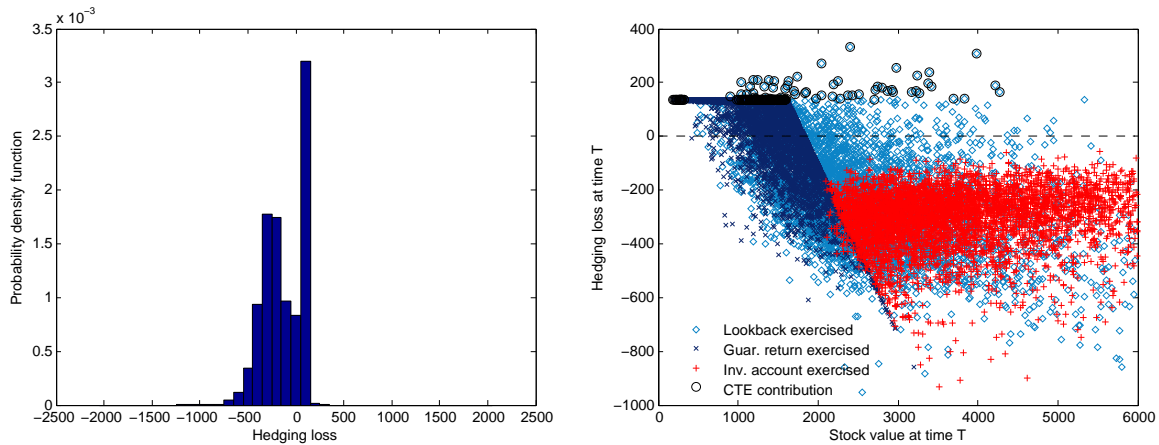 x 10⁻³
3.5
3
2.5
2
1.5
1
0.5
0
Probability density function
−2500 −2000 −1500 −1000 −500 0 500 1000 1500 2000 2500
Hedging loss
400
200
0
−200
−400
−600
−800
−1000
Hedging loss at time T
Lookback exercised
Guar. return exercised
Inv. account exercised
CTE contribution
0 1000 2000 3000 4000 5000 6000
Stock value at time T